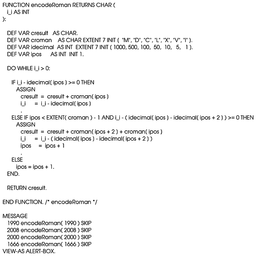 FUNCTION encodeRoman RETURNS CHAR (
i_i AS INT
):
DEF VAR cresult AS CHAR.
DEF VAR croman AS CHAR EXTENT 7 INIT ( "M", "D", "C", "L", "X", "V", "I" ).
DEF VAR idecimal AS INT EXTENT 7 INIT ( 1000, 500, 100, 50, 10, 5, 1 ).
DEF VAR ipos AS INT INIT 1.
DO WHILE i_i > 0:
IF i_i - idecimal[ ipos ] >= 0 THEN
ASSIGN
cresult = cresult + croman[ ipos ]
i_i = i_i - idecimal[ ipos ]
.
ELSE IF ipos < EXTENT( croman ) - 1 AND i_i - ( idecimal[ ipos ] - idecimal[ ipos + 2 ] ) >= 0 THEN
ASSIGN
cresult = cresult + croman[ ipos + 2 ] + croman[ ipos ]
i_i = i_i - ( idecimal[ ipos ] - idecimal[ ipos + 2 ] )
ipos = ipos + 1
.
ELSE
ipos = ipos + 1.
END.
RETURN cresult.
END FUNCTION. /* encodeRoman */
MESSAGE
1990 encodeRoman( 1990 ) SKIP
2008 encodeRoman( 2008 ) SKIP
2000 encodeRoman( 2000 ) SKIP
1666 encodeRoman( 1666 ) SKIP
VIEW-AS ALERT-BOX.